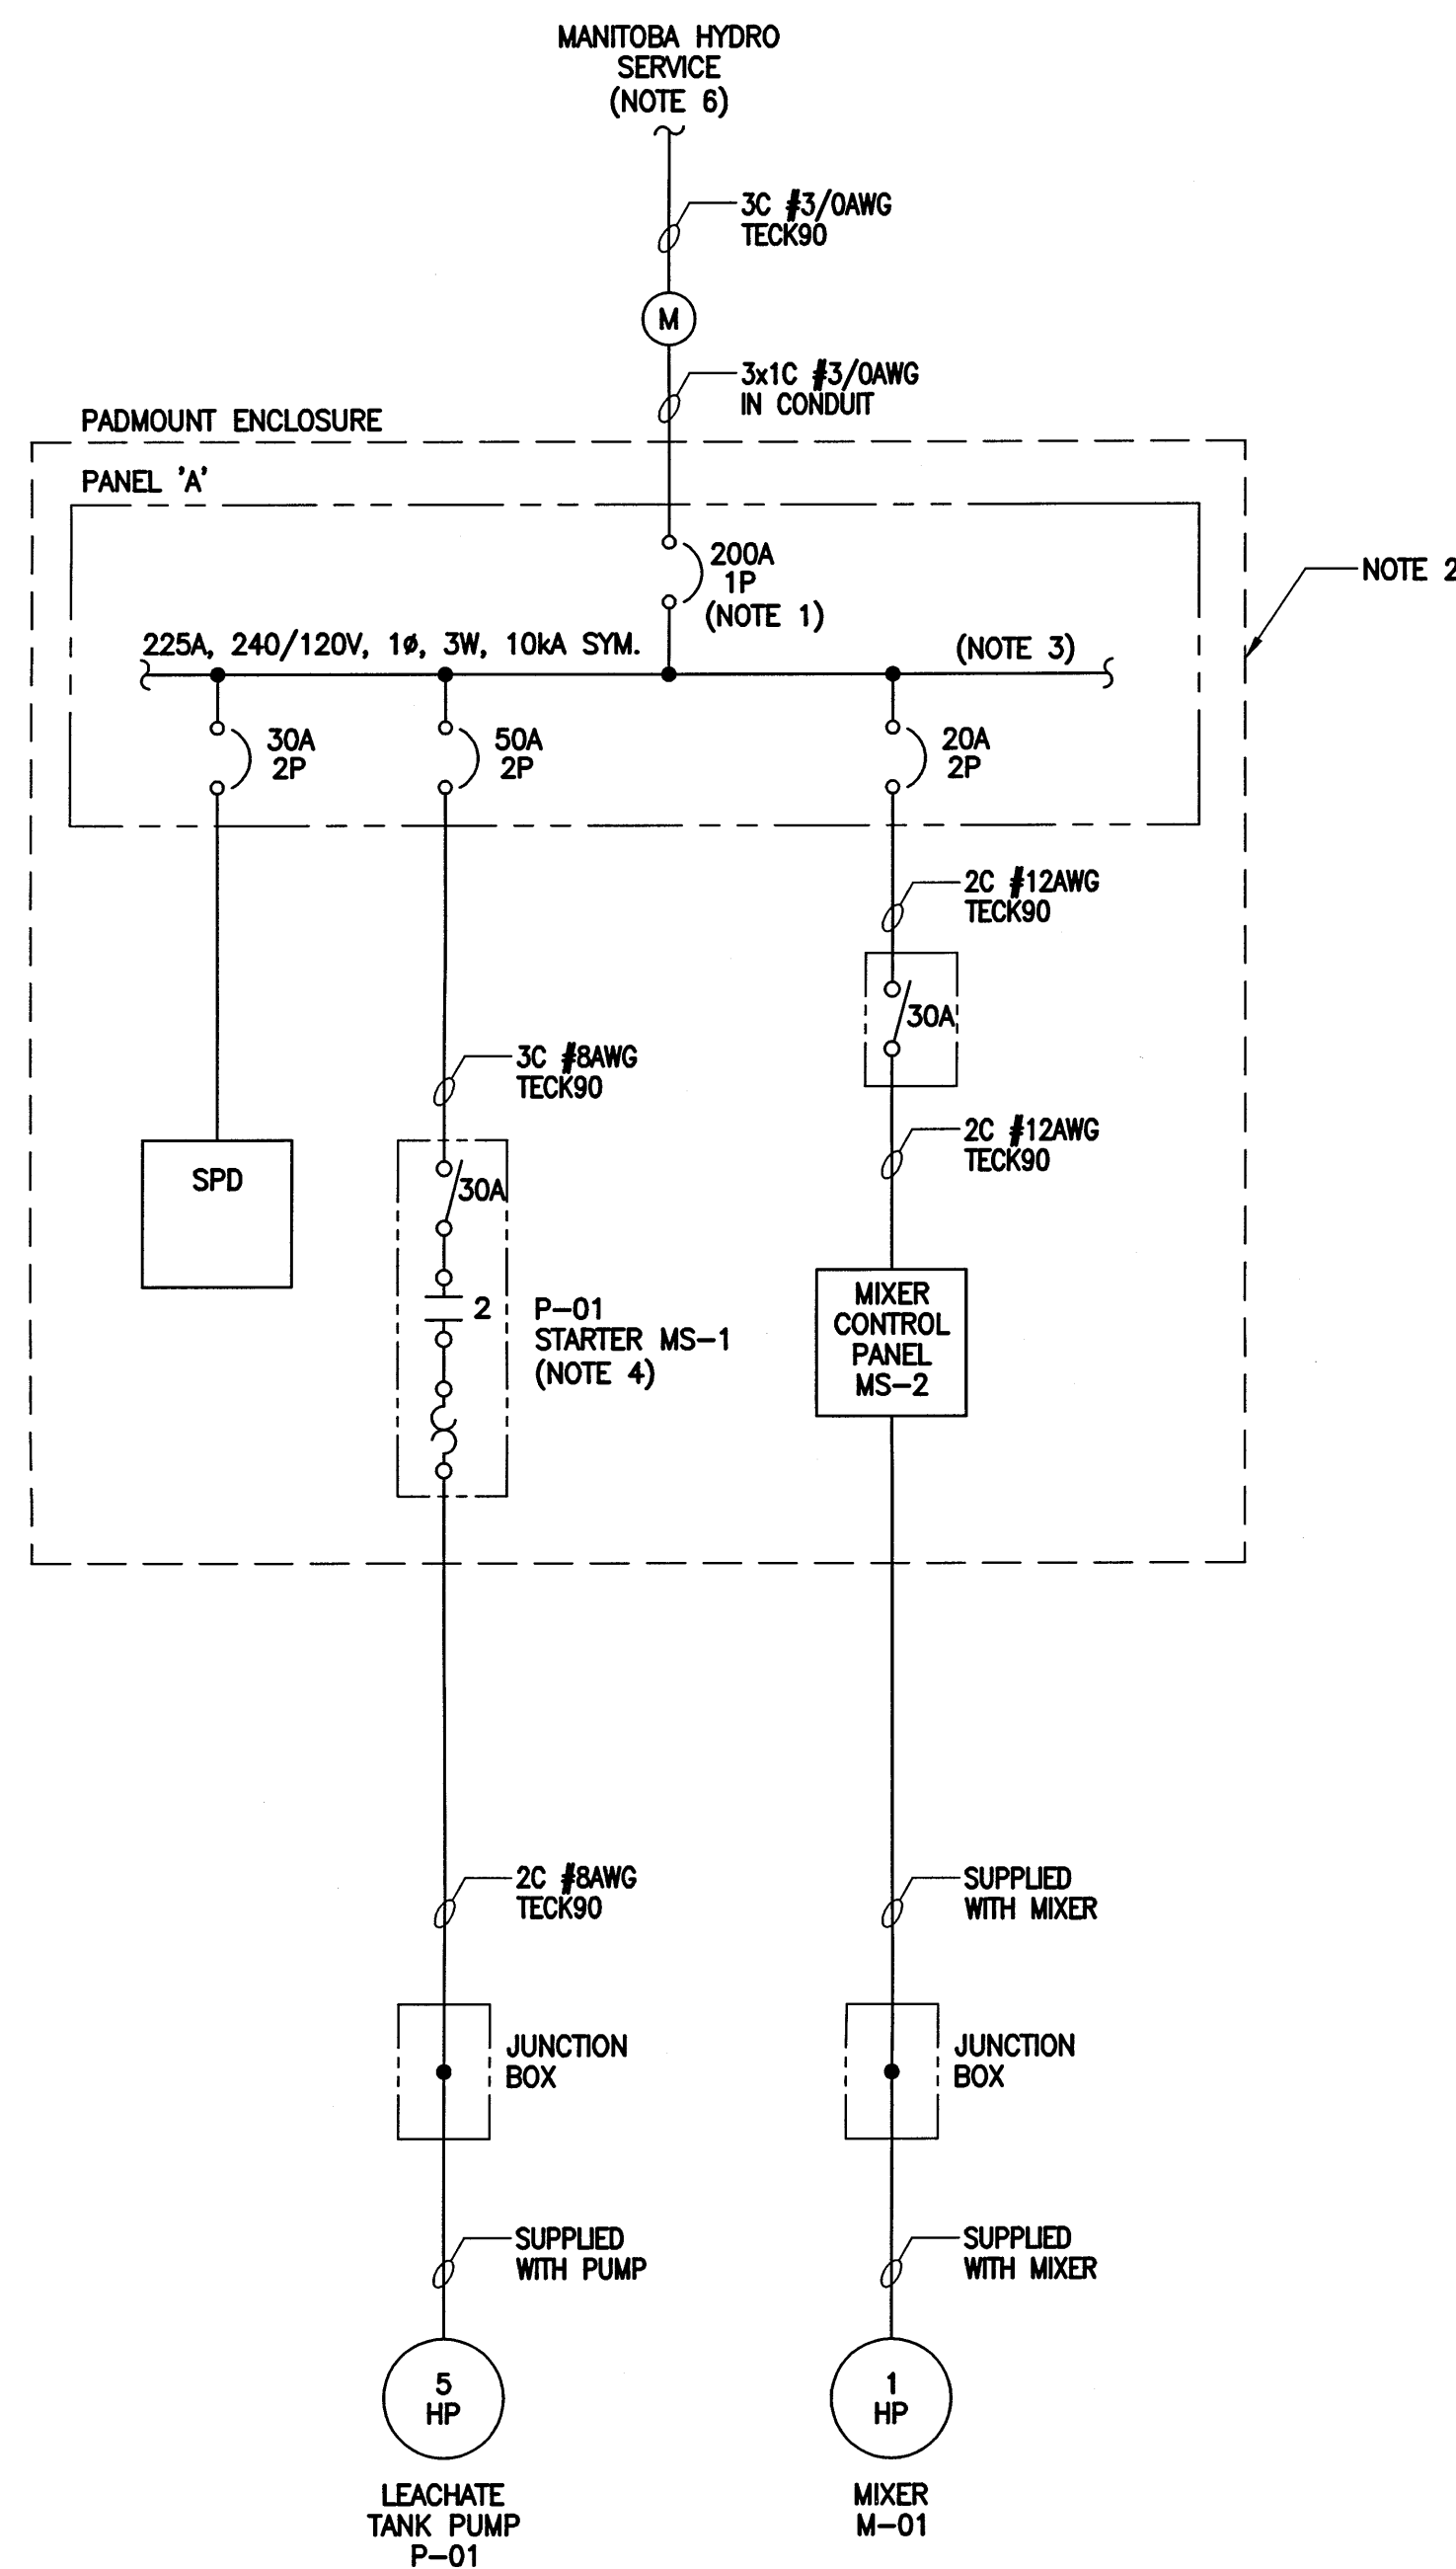 MANITOBA HYDRO
SERVICE
(NOTE 6)
3C #3/0AWG
TECK90
M
3x1C #3/0AWG
IN CONDUIT
PADMOUNT ENCLOSURE
PANEL 'A'
200A
1P
(NOTE 1)
NOTE 2
225A, 240/120V, 1ø, 3W, 10kA SYM.
(NOTE 3)
30A
2P
50A
2P
20A
2P
2C #12AWG
TECK90
30A
3C #8AWG
TECK90
2C #12AWG
TECK90
SPD
30A
2
P-01
STARTER MS-1
(NOTE 4)
MIXER
CONTROL
PANEL
MS-2
2C #8AWG
TECK90
SUPPLIED
WITH MIXER
JUNCTION
BOX
JUNCTION
BOX
SUPPLIED
WITH PUMP
SUPPLIED
WITH MIXER
5
HP
1
HP
LEACHATE
TANK PUMP
P-01
MIXER
M-01